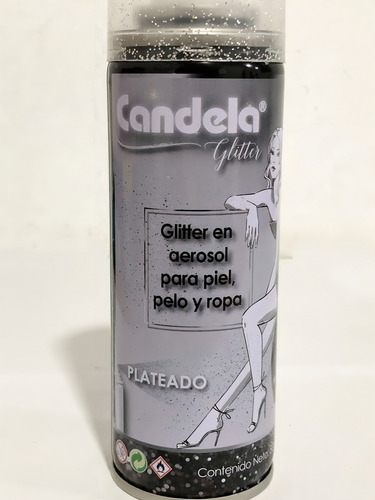 Candela®
Glitter
Glitter en
aerosol
para piel,
pelo y ropa
PLATEADO
Contenido Neto